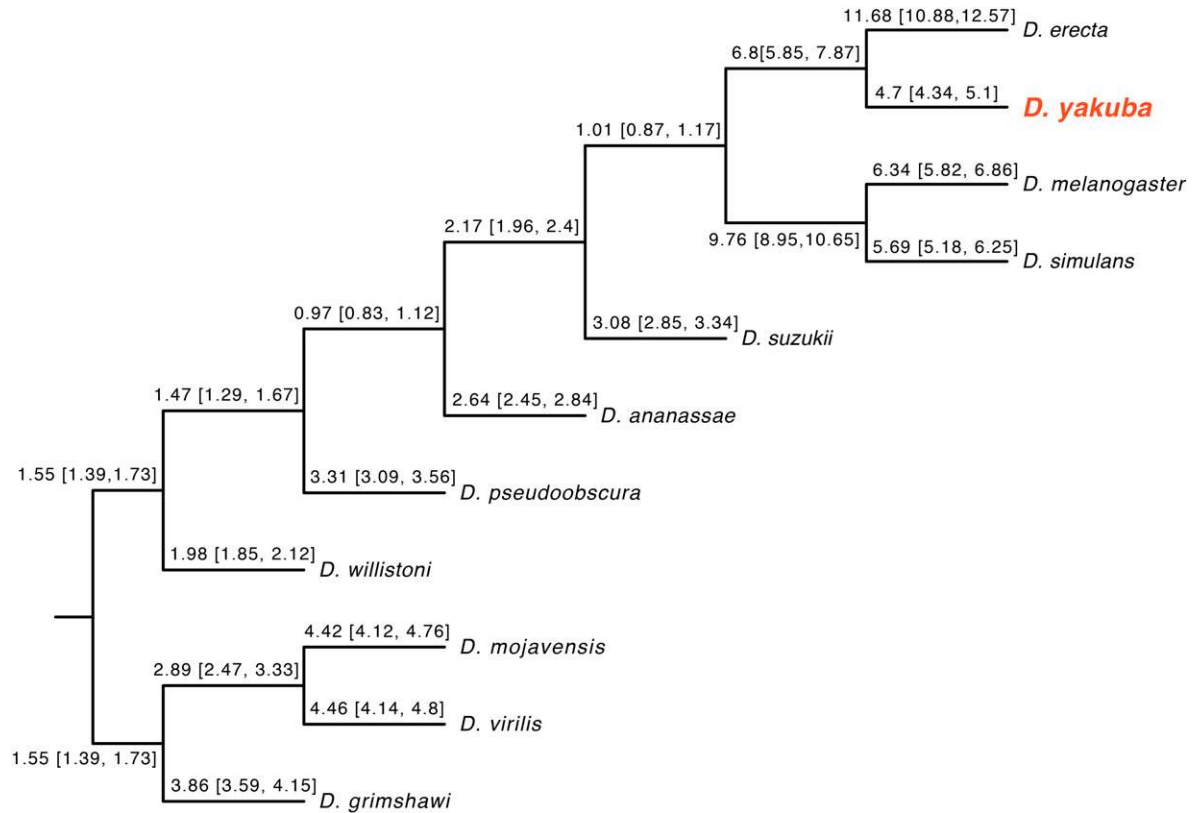 11.68 [10.88,12.57]
D. erecta
6.8[5.85, 7.87]
4.7 [4.34, 5.1]
D. yakuba
1.01 [0.87, 1.17]
6.34 [5.82, 6.86]
D. melanogaster
2.17 [1.96, 2.4]
9.76 [8.95,10.65]
5.69 [5.18, 6.25]
D. simulans
0.97 [0.83, 1.12]
3.08 [2.85, 3.34]
D. suzukii
1.47 [1.29, 1.67]
2.64 [2.45, 2.84]
D. ananassae
1.55 [1.39,1.73]
3.31 [3.09, 3.56]
D. pseudoobscura
1.98 [1.85, 2.12]
D. willistoni
4.42 [4.12, 4.76]
D. mojavensis
2.89 [2.47, 3.33]
4.46 [4.14, 4.8]
D. virilis
1.55 [1.39, 1.73]
3.86 [3.59, 4.15]
D. grimshawi